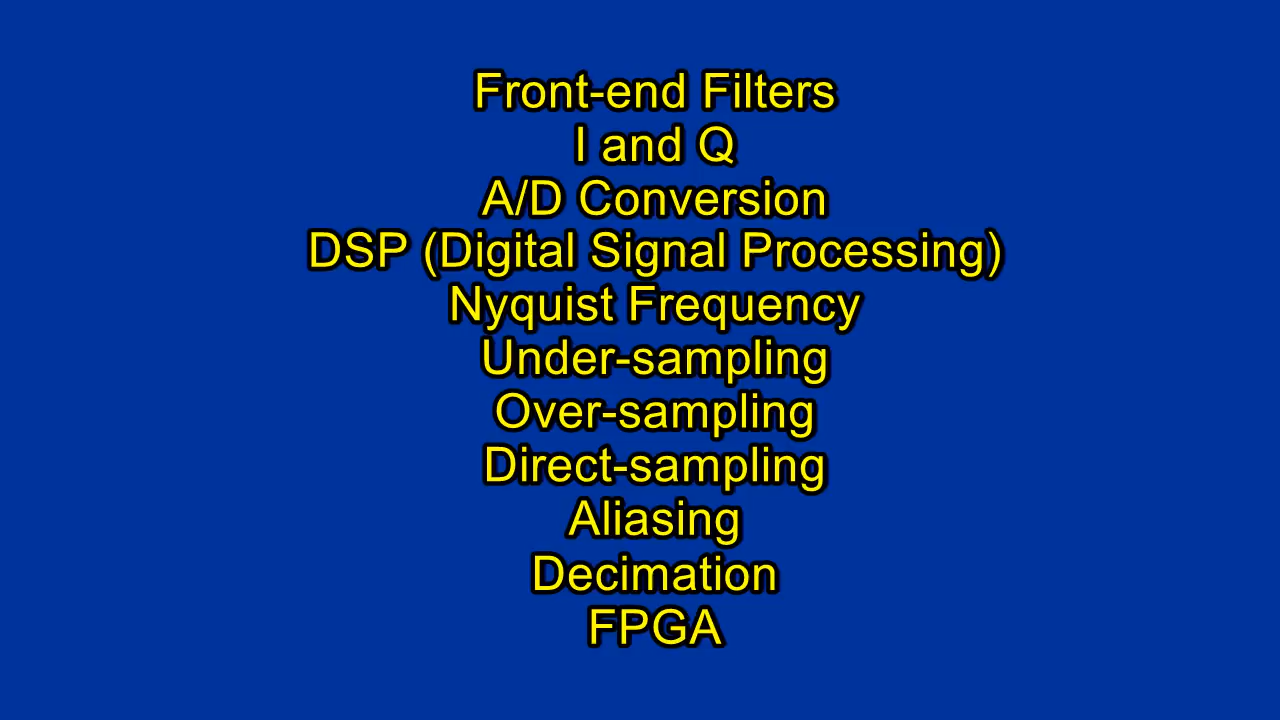 Front-end Filters
I and Q
A/D Conversion
DSP (Digital Signal Processing)
Nyquist Frequency
Under-sampling
Over-sampling
Direct-sampling
Aliasing
Decimation
FPGA